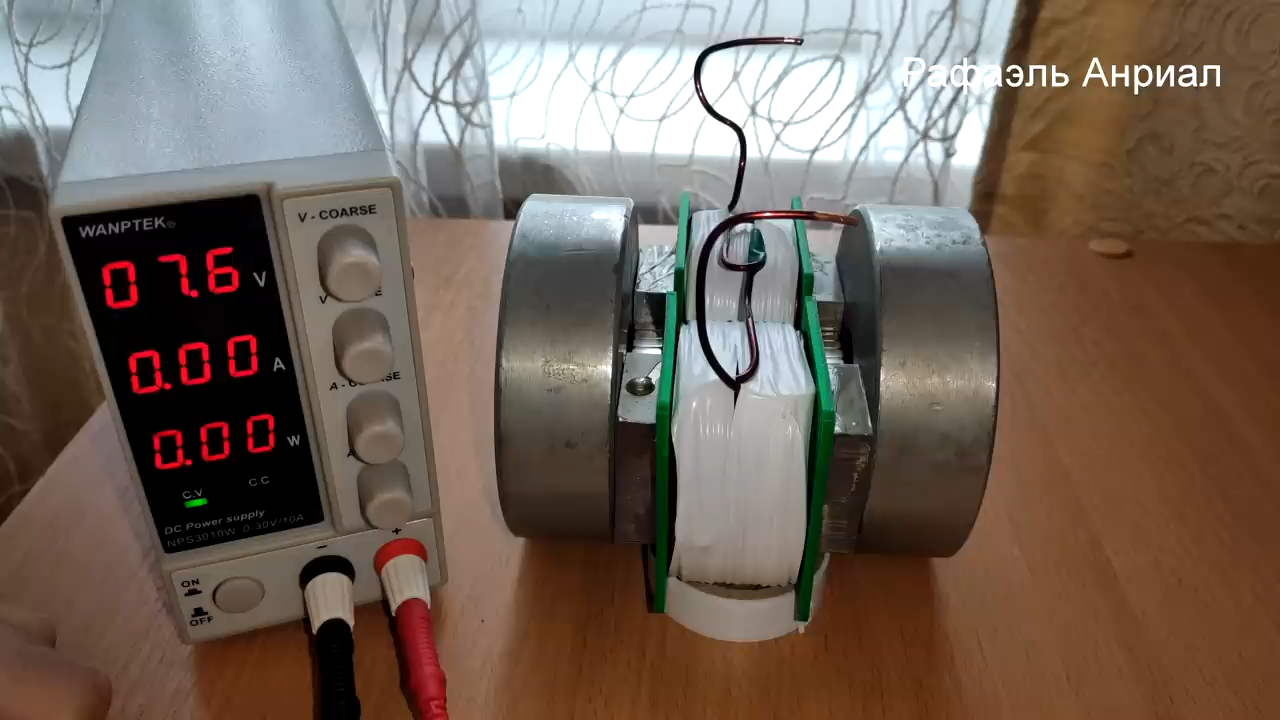 Рафаэль Анриал
WANPTEK®
V - COARSE
07.6 V
0.00 A
0.00 W
C.V
C.C
DC Power supply
NPS3010W 0-30V/10A
ON
OFF
- +